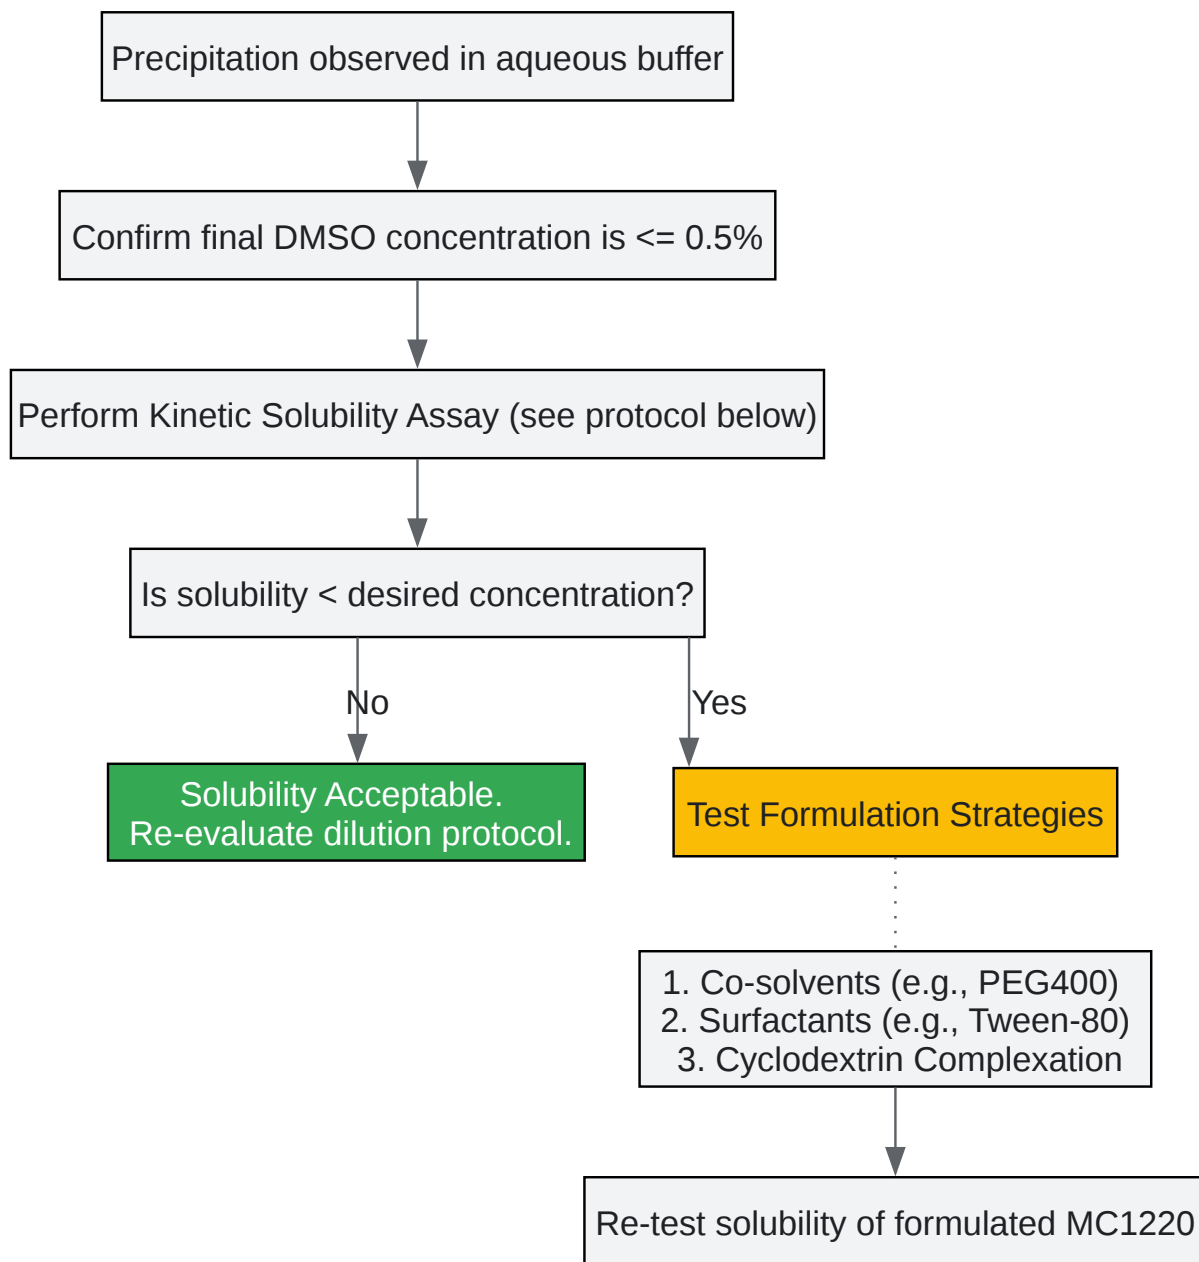 Precipitation observed in aqueous buffer
Confirm final DMSO concentration is <= 0.5%
Perform Kinetic Solubility Assay (see protocol below)
Is solubility < desired concentration?
No
Yes
Solubility Acceptable.
Re-evaluate dilution protocol.
Test Formulation Strategies
1. Co-solvents (e.g., PEG400)
2. Surfactants (e.g., Tween-80)
3. Cyclodextrin Complexation
Re-test solubility of formulated MC1220